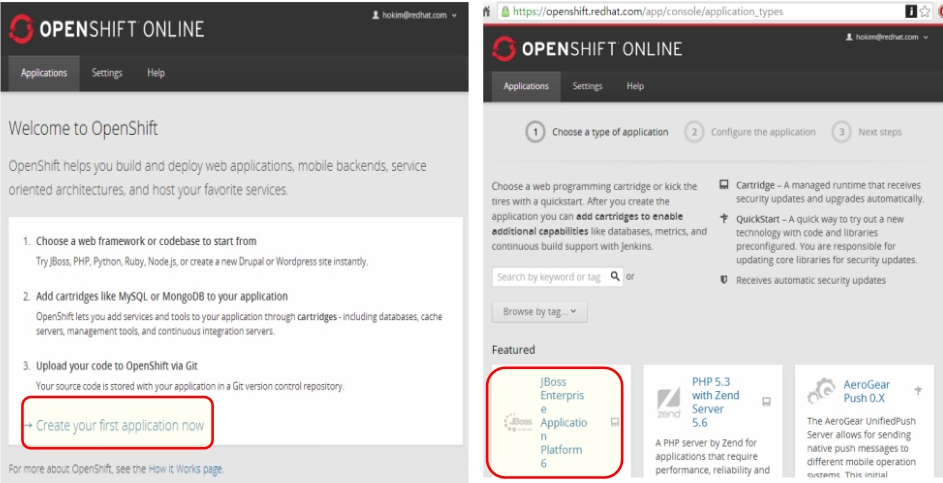 OPENSHIFT ONLINE
hokim@redhat.com
Applications Settings Help
Welcome to OpenShift
OpenShift helps you build and deploy web applications, mobile backends, service
oriented architectures, and host your favorite services.
1. Choose a web framework or codebase to start from
Try JBoss, PHP, Python, Ruby, Node.js, or create a new Drupal or Wordpress site instantly.
2. Add cartridges like MySQL or MongoDB to your application
OpenShift lets you add services and tools to your application through cartridges - including databases, cache
servers, management tools, and continuous integration servers.
3. Upload your code to OpenShift via Git
Your source code is stored with your application in a Git version control repository.
→ Create your first application now
For more about OpenShift, see the How it Works page.
https://openshift.redhat.com/app/console/application_types
OPENSHIFT ONLINE
hokim@redhat.com
Applications Settings Help
1 Choose a type of application 2 Configure the application 3 Next steps
Choose a web programming cartridge or kick the
tires with a quickstart. After you create the
application you can add cartridges to enable
additional capabilities like databases, metrics, and
continuous build support with Jenkins.
Search by keyword or tag or
Browse by tag...
Cartridge – A managed runtime that receives
security updates and upgrades automatically.
QuickStart – A quick way to try out a new
technology with code and libraries
preconfigured. You are responsible for
updating core libraries for security updates.
Receives automatic security updates
Featured
JBoss
JBoss
Enterpris
e
Applicatio
n
Platform
6
zend
PHP 5.3
with Zend
Server
5.6
A PHP server by Zend for
applications that require
performance, reliability and
AeroGear
Push 0.X
The AeroGear UnifiedPush
Server allows for sending
native push messages to
different mobile operation
systems. This initial